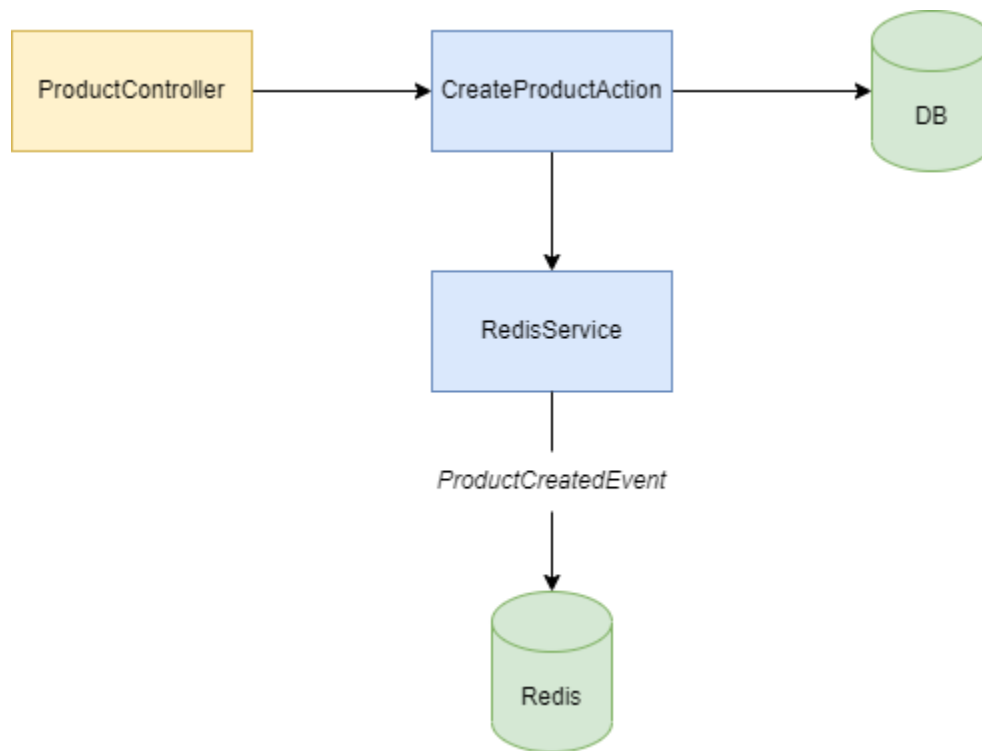 ProductController
CreateProductAction
DB
RedisService
ProductCreatedEvent
Redis